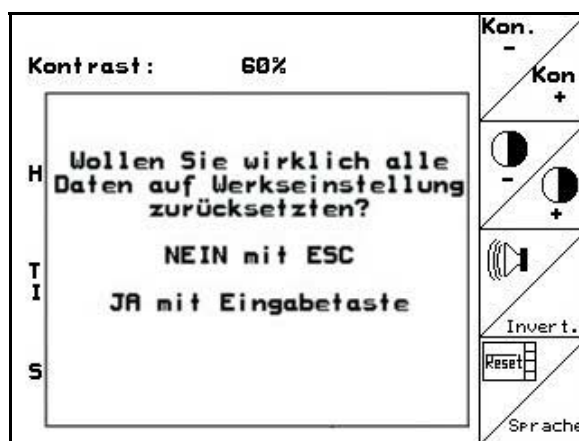 Kontrast: 60%
H
T
I
S
Wollen Sie wirklich alle
Daten auf Werkseinstellung
zurücksetzten?
NEIN mit ESC
JA mit Eingabetaste
Kon.
-
Kon
+
-
+
Invert.
Reset
Sprache